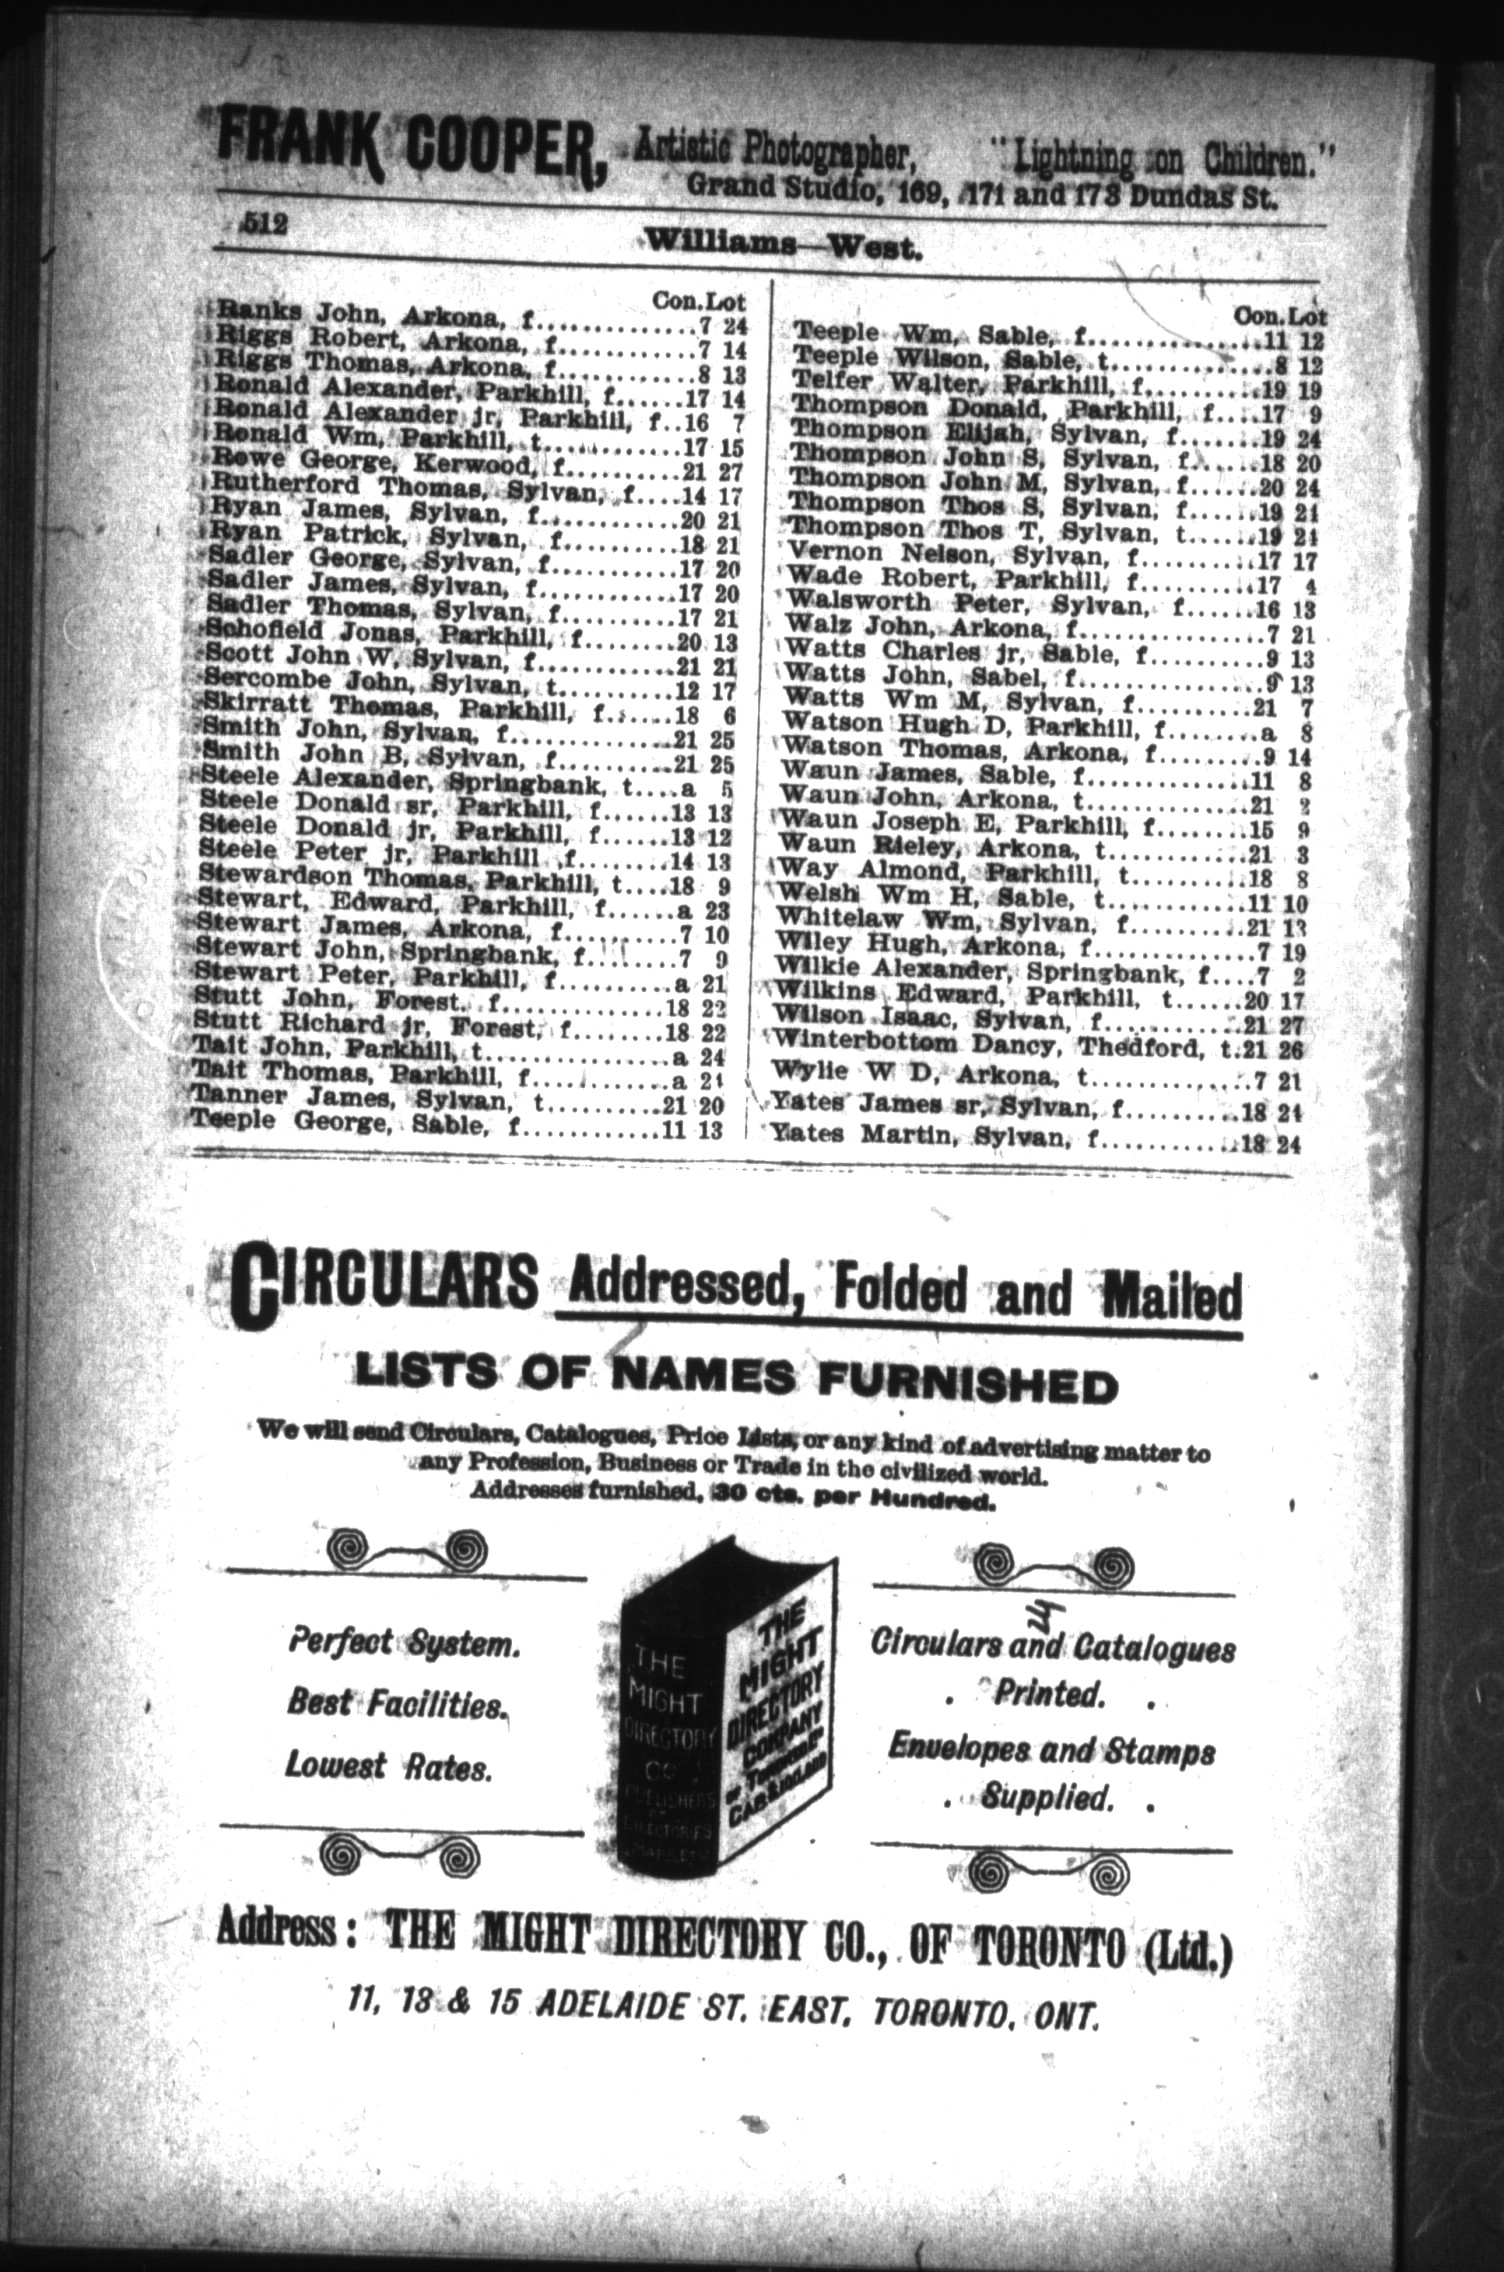 FRANK COOPER, Artistic Photographer, "Lightning on Children."
Grand Studio, 169, 171 and 173 Dundas St.
512
Williams—West.
Con. Lot
Ranks John, Arkona, f..............7 24
Riggs Robert, Arkona, f............7 14
Riggs Thomas, Arkona, f............8 13
Ronald Alexander, Parkhill, f......17 14
Ronald Alexander jr, Parkhill, f..16 7
Ronald Wm, Parkhill, t............17 15
Rowe George, Kerwood, f..........21 27
Rutherford Thomas, Sylvan, f....14 17
Ryan James, Sylvan, f............20 21
Ryan Patrick, Sylvan, f..........18 21
Sadler George, Sylvan, f...........17 20
Sadler James, Sylvan, f............17 20
Sadler Thomas, Sylvan, f..........17 21
Schofield Jonas, Parkhill, f........20 13
Scott John W, Sylvan, f............21 21
Sercombe John, Sylvan, t..........12 17
Skirratt Thomas, Parkhill, f.......18 6
Smith John, Sylvan, f..............21 25
Smith John B, Sylvan, f..........21 25
Steele Alexander, Springbank, t....a 5
Steele Donald sr, Parkhill, f......13 13
Steele Donald jr, Parkhill, f......13 12
Steele Peter jr, Parkhill f........14 13
Stewardson Thomas, Parkhill, t....18 9
Stewart, Edward, Parkhill, f......a 23
Stewart James, Arkona, f..........7 10
Stewart John, Springbank, f........7 9
Stewart Peter, Parkhill, f..........a 21
Stutt John, Forest, f..............18 22
Stutt Richard jr, Forest, f........18 22
Tait John, Parkhill, t................a 24
Tait Thomas, Parkhill, f............a 21
Tanner James, Sylvan, t..........21 20
Teeple George, Sable, f............11 13
Con. Lot
Teeple Wm, Sable, f...............11 12
Teeple Wilson, Sable, t..............8 12
Telfer Walter, Parkhill, f..........19 19
Thompson Donald, Parkhill, f....17 9
Thompson Elijah, Sylvan, f.......19 24
Thompson John S, Sylvan, f......18 20
Thompson John M, Sylvan, f......20 24
Thompson Thos S, Sylvan, f......19 21
Thompson Thos T, Sylvan, t......19 21
Vernon Nelson, Sylvan, f..........17 17
Wade Robert, Parkhill, f..........17 4
Walsworth Peter, Sylvan, f......16 13
Walz John, Arkona, f................7 21
Watts Charles jr, Sable, f..........9 13
Watts John, Sabel, f................9 13
Watts Wm M, Sylvan, f..........21 7
Watson Hugh D, Parkhill, f........a 8
Watson Thomas, Arkona, f.........9 14
Waun James, Sable, f..............11 8
Waun John, Arkona, t..............21 2
Waun Joseph E, Parkhill, f........15 9
Waun Rieley, Arkona, t............21 3
Way Almond, Parkhill, t..........18 8
Welsh Wm H, Sable, t............11 10
Whitelaw Wm, Sylvan, f..........21 13
Wiley Hugh, Arkona, f..............7 19
Wilkie Alexander, Springbank, f....7 2
Wilkins Edward, Parkhill, t......20 17
Wilson Isaac, Sylvan, f............21 27
Winterbottom Dancy, Thedford, t.21 26
Wylie W D, Arkona, t..............7 21
Yates James sr, Sylvan, f..........18 24
Yates Martin, Sylvan, f............18 24
CIRCULARS Addressed, Folded and Mailed
LISTS OF NAMES FURNISHED
We will send Circulars, Catalogues, Price Lists, or any kind of advertising matter to
any Profession, Business or Trade in the civilized world.
Addresses furnished, 30 cts. per Hundred.
Perfect System.
Best Facilities.
Lowest Rates.
THE
MIGHT
DIRECTORY
CO
PUBLISHERS
OF
DIRECTORIES
THE
MIGHT
DIRECTORY
COMPANY
OF TORONTO LTD
CAP. $100,000
24
Circulars and Catalogues
. Printed. .
Envelopes and Stamps
. Supplied. .
Address: THE MIGHT DIRECTORY CO., OF TORONTO (Ltd.)
11, 13 & 15 ADELAIDE ST. EAST, TORONTO, ONT.